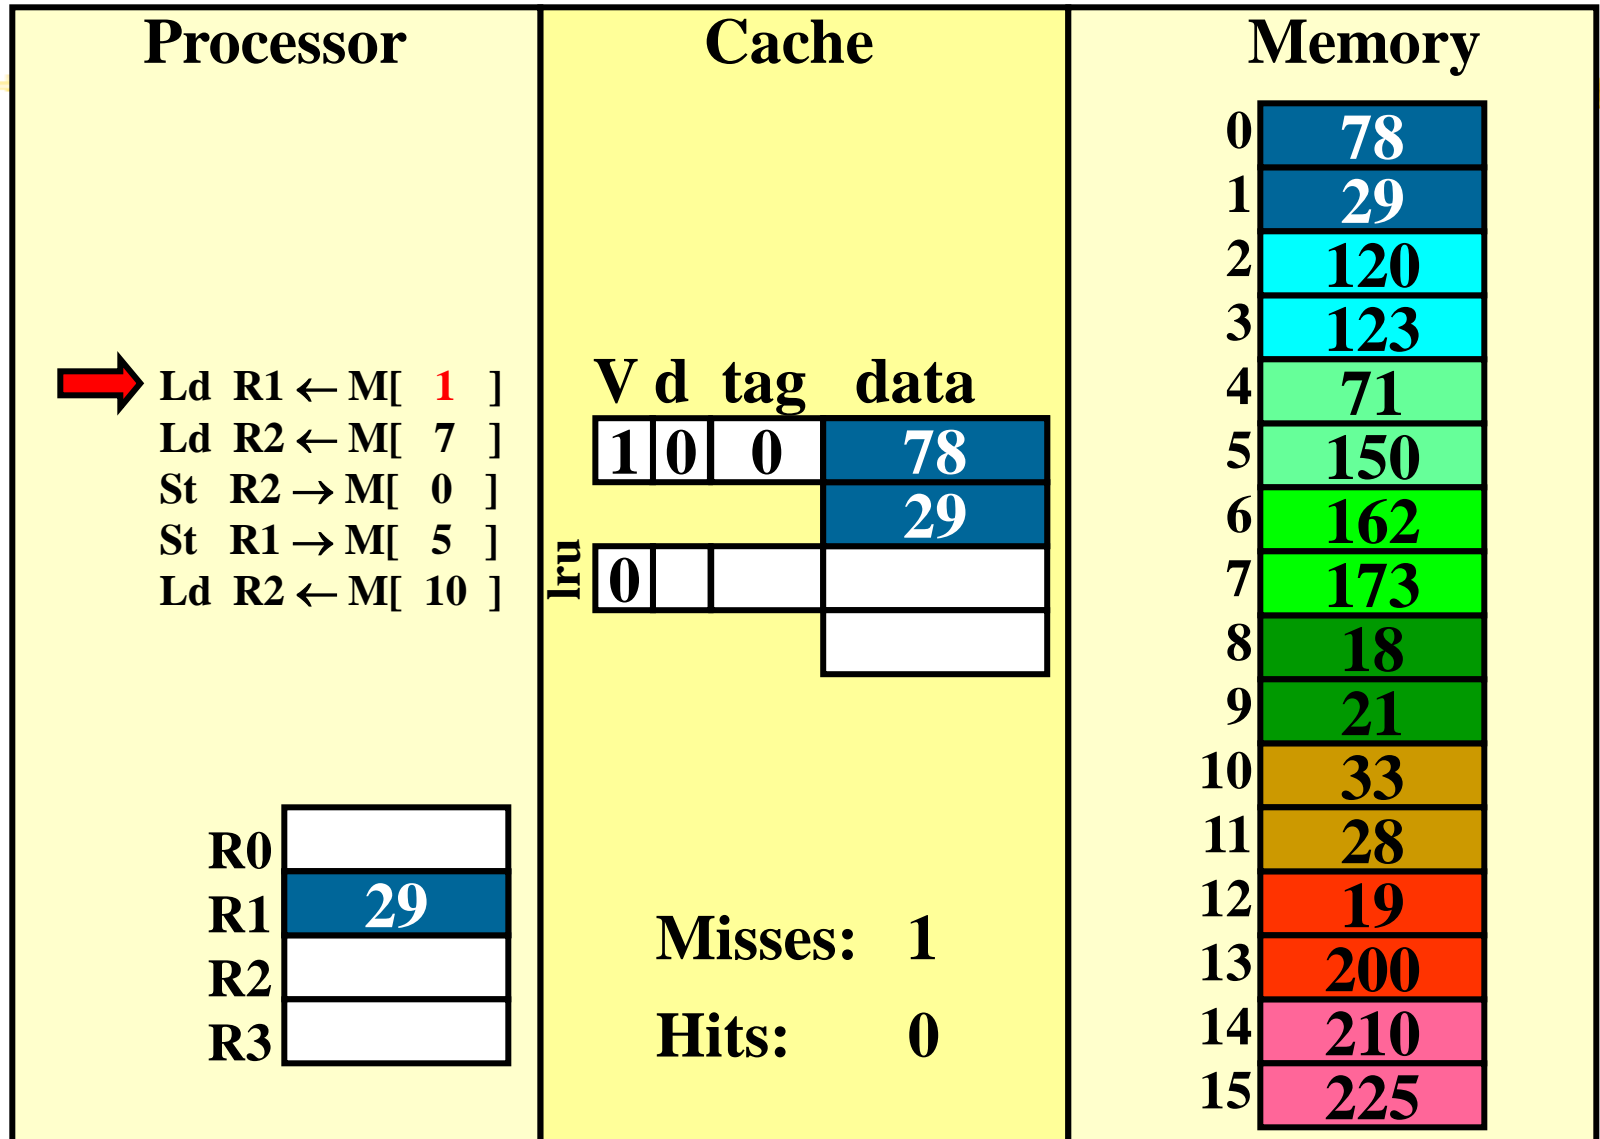 Processor
Ld R1 ← M[ 1 ]
Ld R2 ← M[ 7 ]
St R2 → M[ 0 ]
St R1 → M[ 5 ]
Ld R2 ← M[ 10 ]
R0
R1 29
R2
R3
Cache
V d tag data
1 0 0 78
29
lru
0
Misses: 1
Hits: 0
Memory
0 78
1 29
2 120
3 123
4 71
5 150
6 162
7 173
8 18
9 21
10 33
11 28
12 19
13 200
14 210
15 225